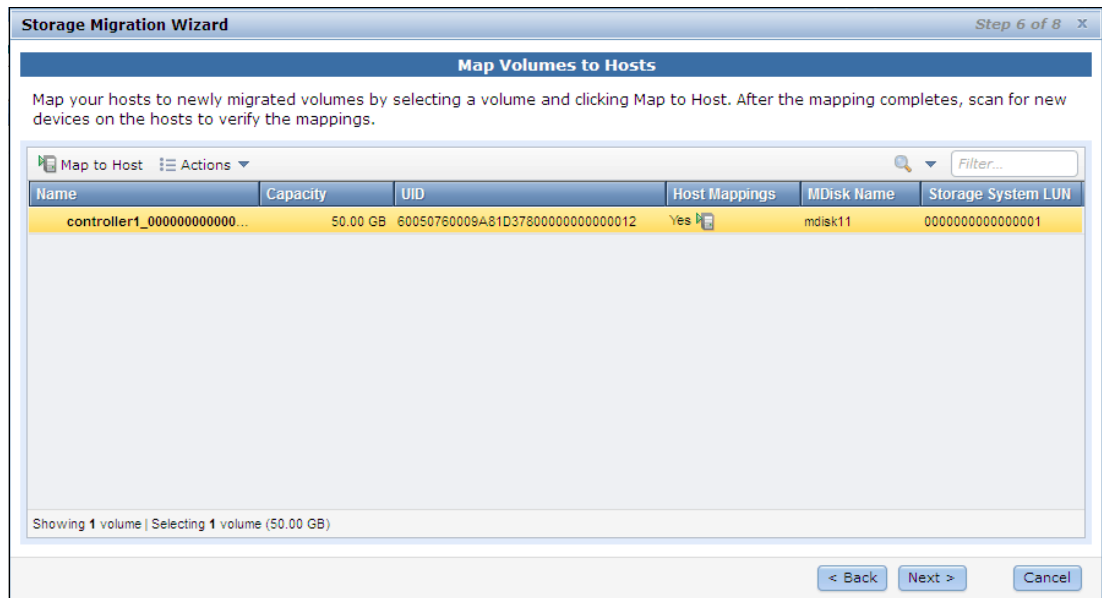 Storage Migration Wizard Step 6 of 8 X
Map Volumes to Hosts
Map your hosts to newly migrated volumes by selecting a volume and clicking Map to Host. After the mapping completes, scan for new
devices on the hosts to verify the mappings.
Map to Host Actions Filter...
Name Capacity UID Host Mappings MDisk Name Storage System LUN
controller1_000000000000... 50.00 GB 60050760009A81D37800000000000012 Yes mdisk11 0000000000000001
Showing 1 volume | Selecting 1 volume (50.00 GB)
< Back Next > Cancel